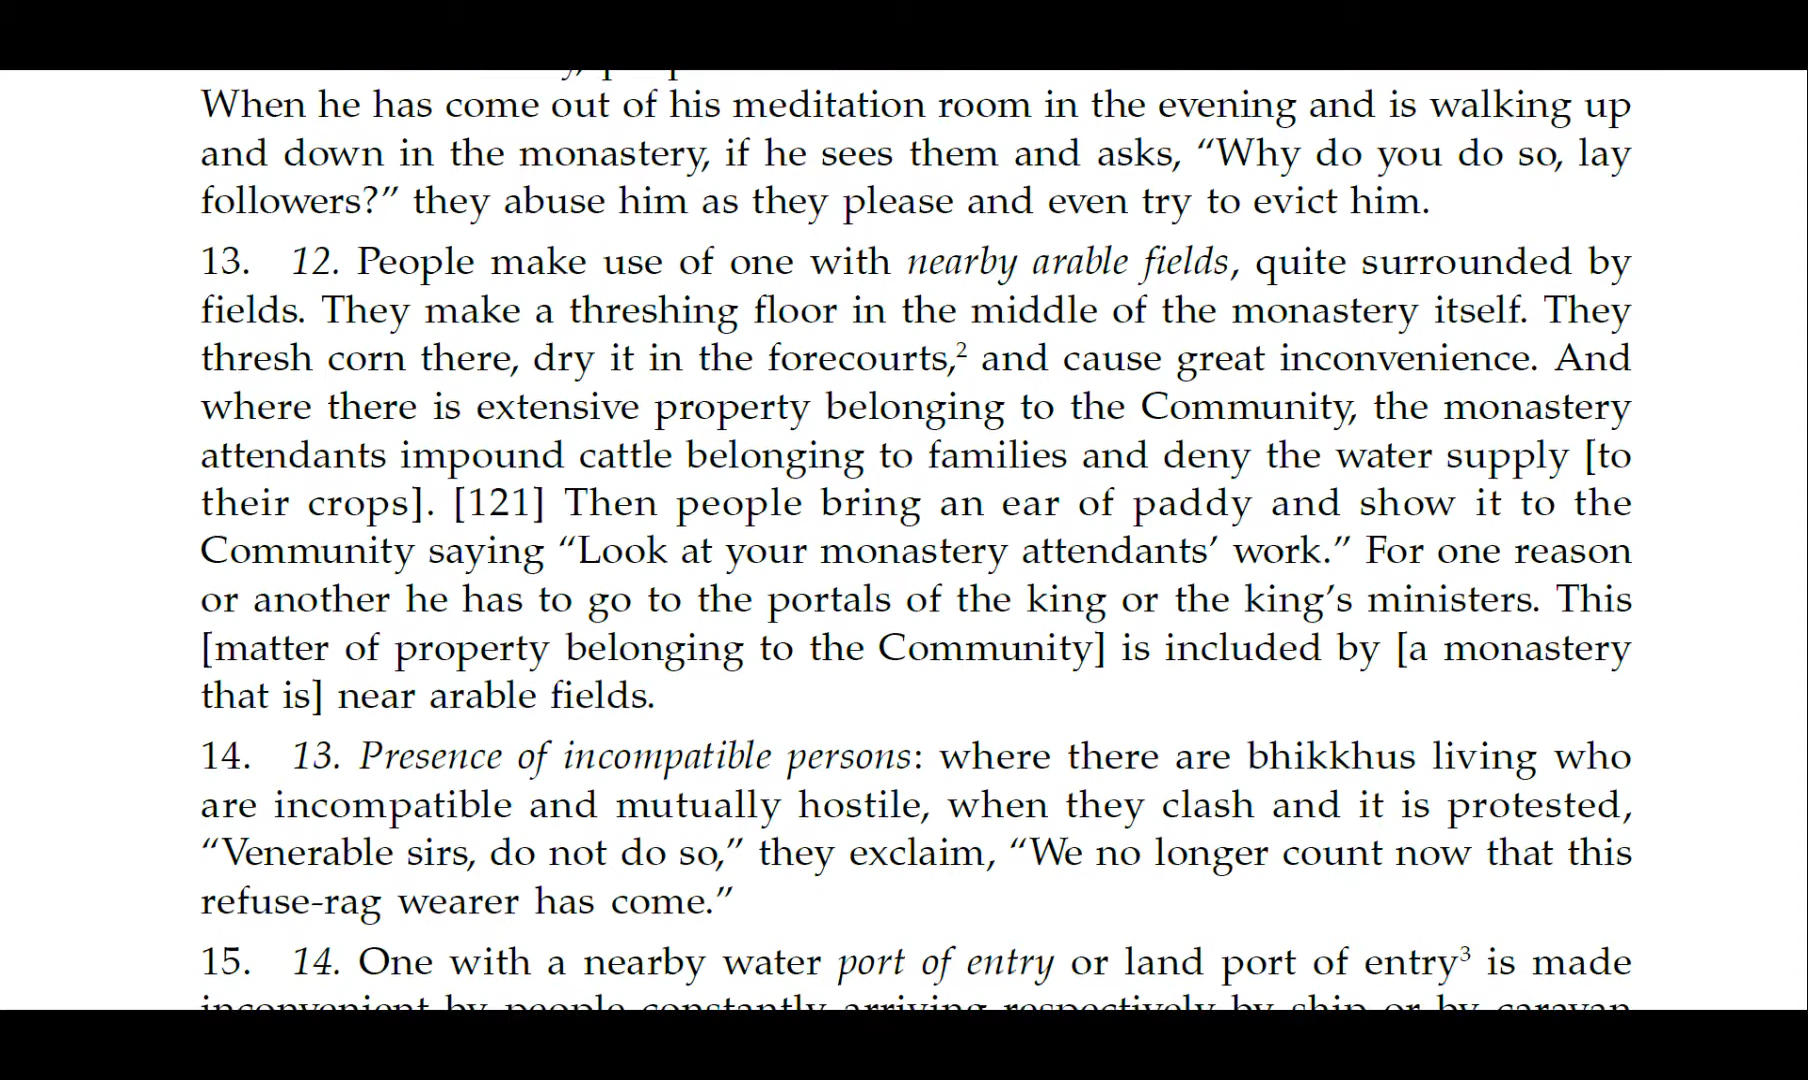 When he has come out of his meditation room in the evening and is walking up
and down in the monastery, if he sees them and asks, “Why do you do so, lay
followers?” they abuse him as they please and even try to evict him.
13. 12. People make use of one with nearby arable fields, quite surrounded by
fields. They make a threshing floor in the middle of the monastery itself. They
thresh corn there, dry it in the forecourts,² and cause great inconvenience. And
where there is extensive property belonging to the Community, the monastery
attendants impound cattle belonging to families and deny the water supply [to
their crops]. [121] Then people bring an ear of paddy and show it to the
Community saying “Look at your monastery attendants’ work.” For one reason
or another he has to go to the portals of the king or the king’s ministers. This
[matter of property belonging to the Community] is included by [a monastery
that is] near arable fields.
14. 13. Presence of incompatible persons: where there are bhikkhus living who
are incompatible and mutually hostile, when they clash and it is protested,
“Venerable sirs, do not do so,” they exclaim, “We no longer count now that this
refuse-rag wearer has come.”
15. 14. One with a nearby water port of entry or land port of entry³ is made
inconvenient by people constantly arriving respectively by ship or by caravan